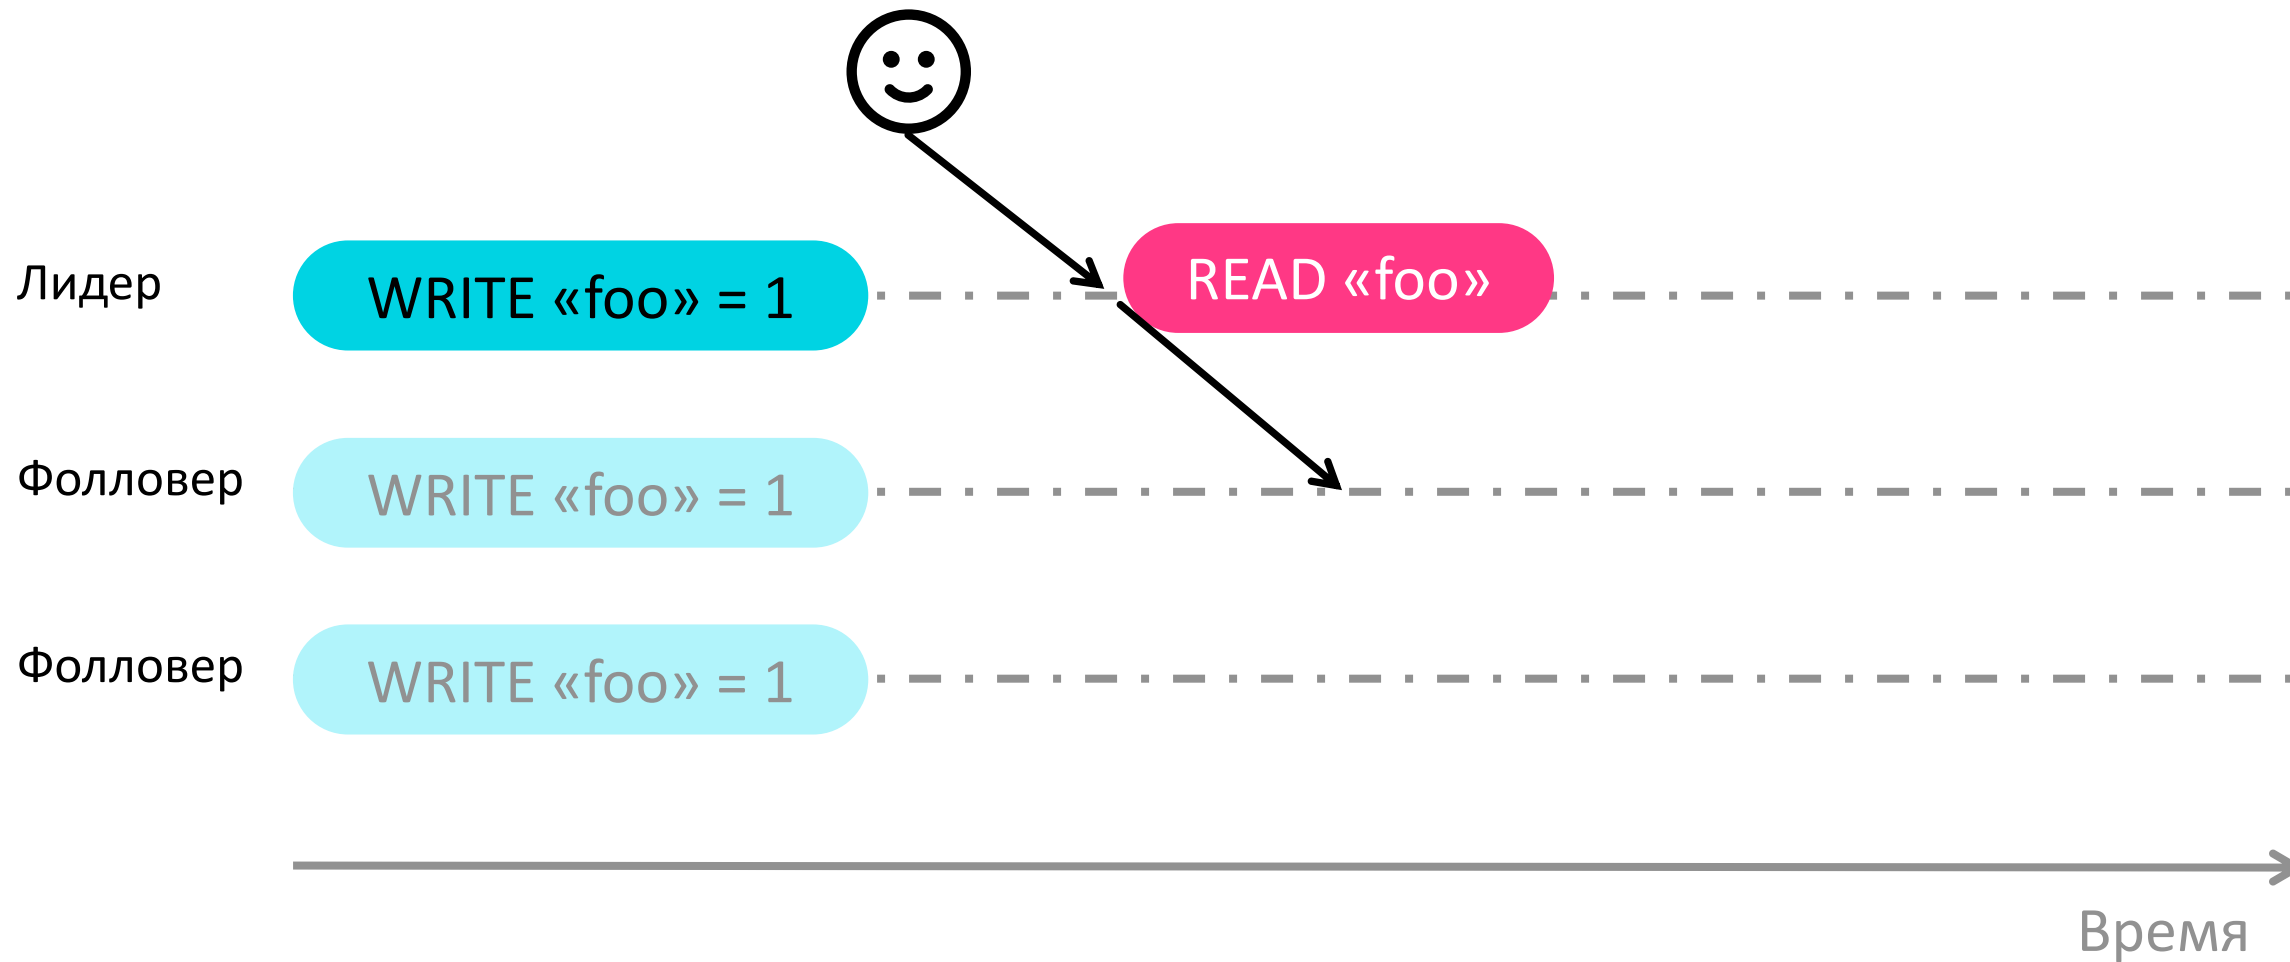 Лидер
WRITE «foo» = 1
READ «foo»
Фолловер
WRITE «foo» = 1
Фолловер
WRITE «foo» = 1
Время